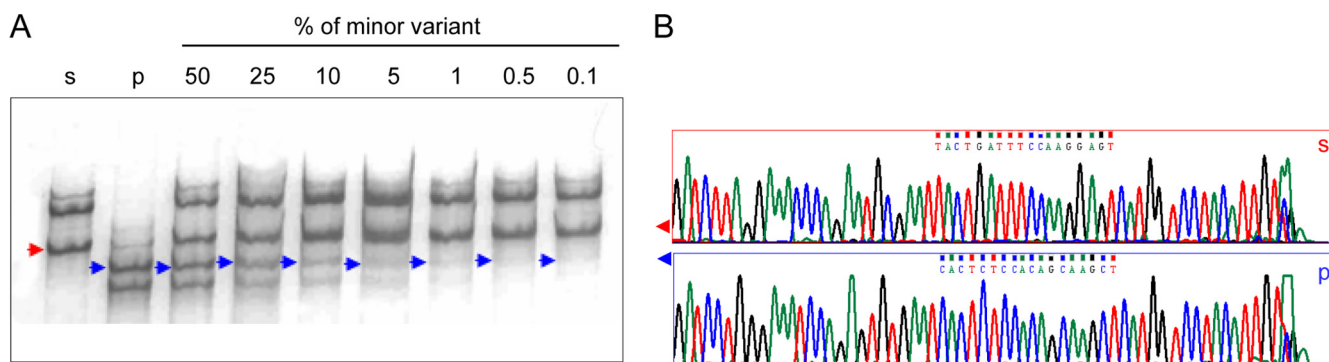 A
% of minor variant
s p 50 25 10 5 1 0.5 0.1
B
TACTGATTTCCAAGGAGT
s
CACTCTCCACAGCAAGCT
p